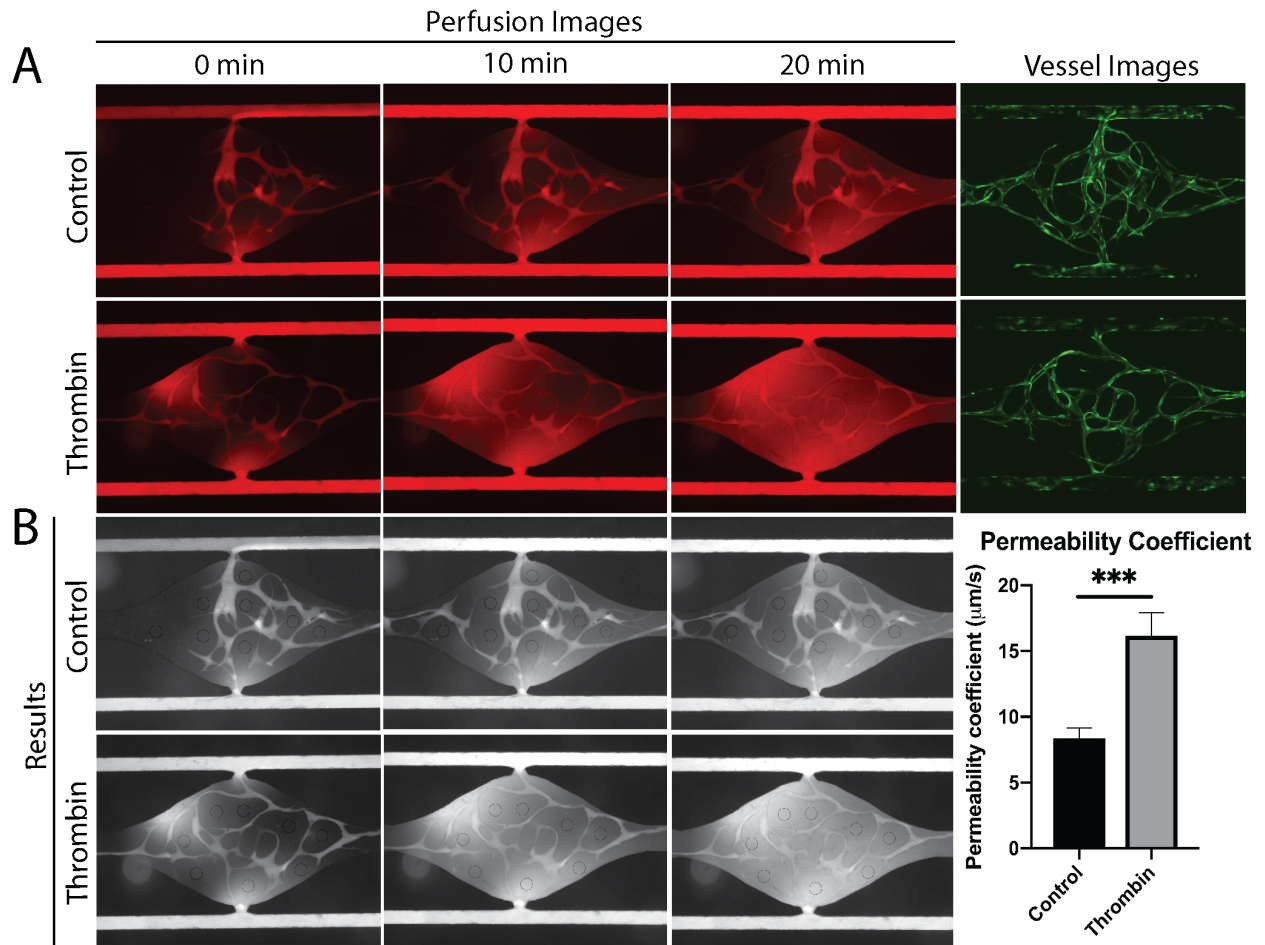 Perfusion Images
A
0 min
10 min
20 min
Vessel Images
Control
Thrombin
B
Results
Control
Thrombin
Permeability Coefficient
Permeability coefficient (μm/s)
***
20
15
10
5
0
Control
Thrombin